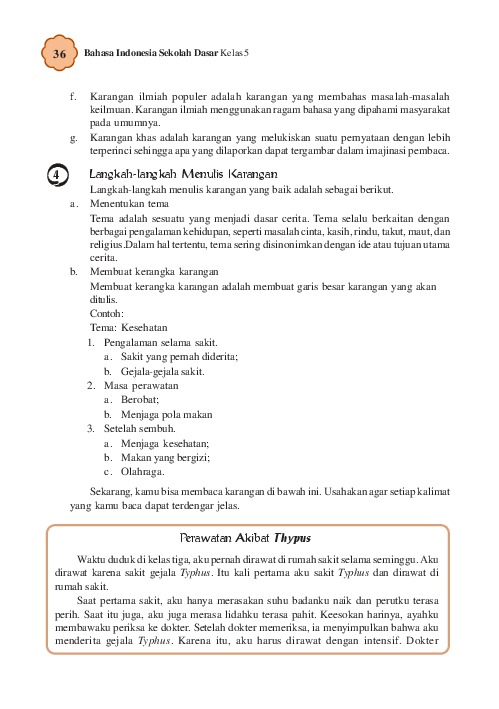 36 Bahasa Indonesia Sekolah Dasar Kelas 5
f. Karangan ilmiah populer adalah karangan yang membahas masalah-masalah
keilmuan. Karangan ilmiah menggunakan ragam bahasa yang dipahami masyarakat
pada umumnya.
g. Karangan khas adalah karangan yang melukiskan suatu pernyataan dengan lebih
terperinci sehingga apa yang dilaporkan dapat tergambar dalam imajinasi pembaca.
4 Langkah-langkah Menulis Karangan
Langkah-langkah menulis karangan yang baik adalah sebagai berikut.
a. Menentukan tema
Tema adalah sesuatu yang menjadi dasar cerita. Tema selalu berkaitan dengan
berbagai pengalaman kehidupan, seperti masalah cinta, kasih, rindu, takut, maut, dan
religius.Dalam hal tertentu, tema sering disinonimkan dengan ide atau tujuan utama
cerita.
b. Membuat kerangka karangan
Membuat kerangka karangan adalah membuat garis besar karangan yang akan
ditulis.
Contoh:
Tema: Kesehatan
1. Pengalaman selama sakit.
a. Sakit yang pernah diderita;
b. Gejala-gejala sakit.
2. Masa perawatan
a. Berobat;
b. Menjaga pola makan
3. Setelah sembuh.
a. Menjaga kesehatan;
b. Makan yang bergizi;
c. Olahraga.
Sekarang, kamu bisa membaca karangan di bawah ini. Usahakan agar setiap kalimat
yang kamu baca dapat terdengar jelas.
Perawatan Akibat Thypus
Waktu duduk di kelas tiga, aku pernah dirawat di rumah sakit selama seminggu. Aku
dirawat karena sakit gejala Typhus. Itu kali pertama aku sakit Typhus dan dirawat di
rumah sakit.
Saat pertama sakit, aku hanya merasakan suhu badanku naik dan perutku terasa
perih. Saat itu juga, aku juga merasa lidahku terasa pahit. Keesokan harinya, ayahku
membawaku periksa ke dokter. Setelah dokter memeriksa, ia menyimpulkan bahwa aku
menderita gejala Typhus. Karena itu, aku harus dirawat dengan intensif. Dokter